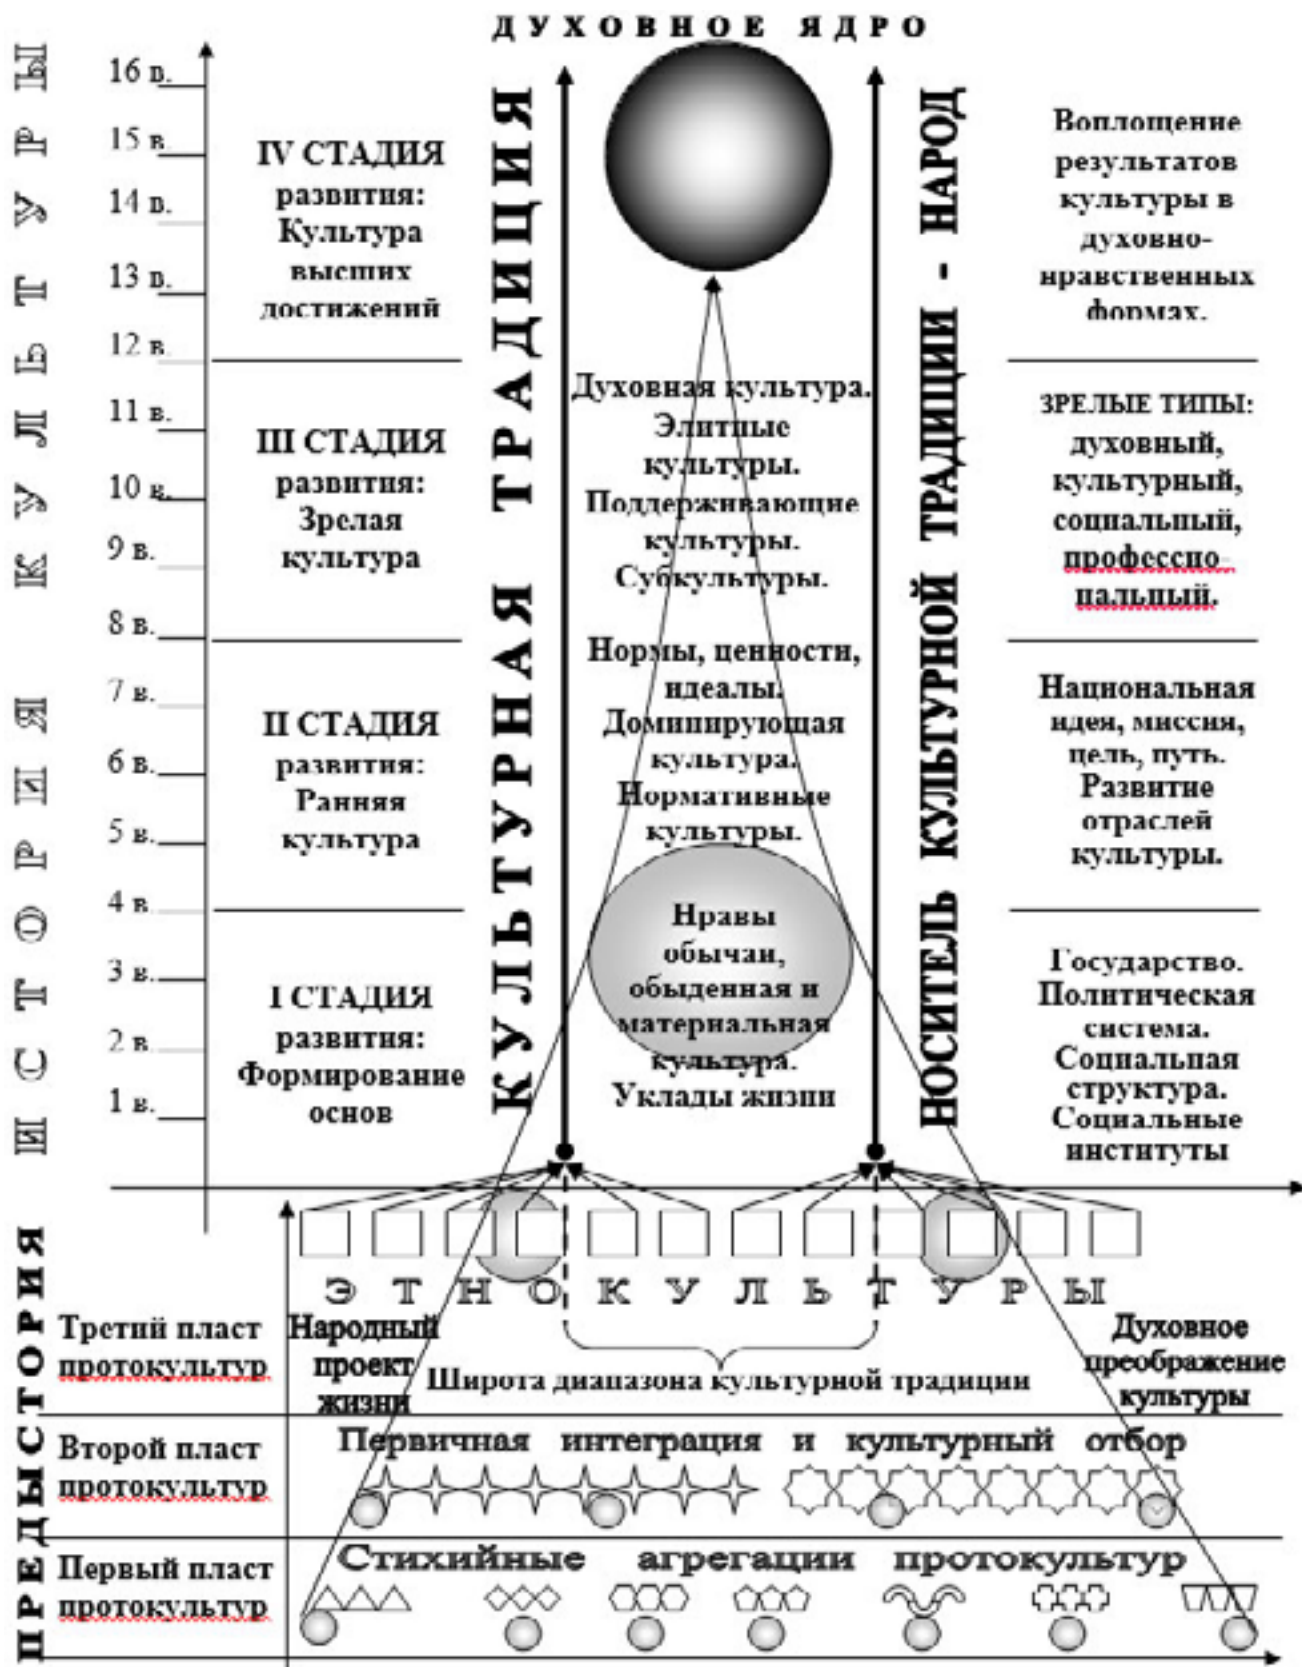 ДУХОВНОЕ ЯДРО
ИСТОРИЯ КУЛЬТУРЫ
16 в.
15 в.
14 в.
13 в.
12 в.
11 в.
10 в.
9 в.
8 в.
7 в.
6 в.
5 в.
4 в.
3 в.
2 в.
1 в.
IV СТАДИЯ
развития:
Культура
высших
достижений
III СТАДИЯ
развития:
Зрелая
культура
II СТАДИЯ
развития:
Ранняя
культура
I СТАДИЯ
развития:
Формирование
основ
КУЛЬТУРНАЯ ТРАДИЦИЯ
Духовная культура.
Элитные
культуры.
Поддерживающие
культуры.
Субкультуры.
Нормы, ценности,
идеалы.
Доминирующая
культура.
Нормативные
культуры.
Нравы
обычаи,
обыденная и
материальная
культура.
Уклады жизни
НОСИТЕЛЬ КУЛЬТУРНОЙ ТРАДИЦИИ - НАРОД
Воплощение
результатов
культуры в
духовно-
нравственных
формах.
ЗРЕЛЫЕ ТИПЫ:
духовный,
культурный,
социальный,
профессио-
нальный.
Национальная
идея, миссия,
цель, путь.
Развитие
отраслей
культуры.
Государство.
Политическая
система.
Социальная
структура.
Социальные
институты
ПРЕДЫСТОРИЯ
ЭТНОКУЛЬТУРЫ
Третий пласт
протокультур
Народный
проект
жизни
Широта диапазона культурной традиции
Духовное
преображение
культуры
Второй пласт
протокультур
Первичная интеграция и культурный отбор
Первый пласт
протокультур
Стихийные агрегации протокультур